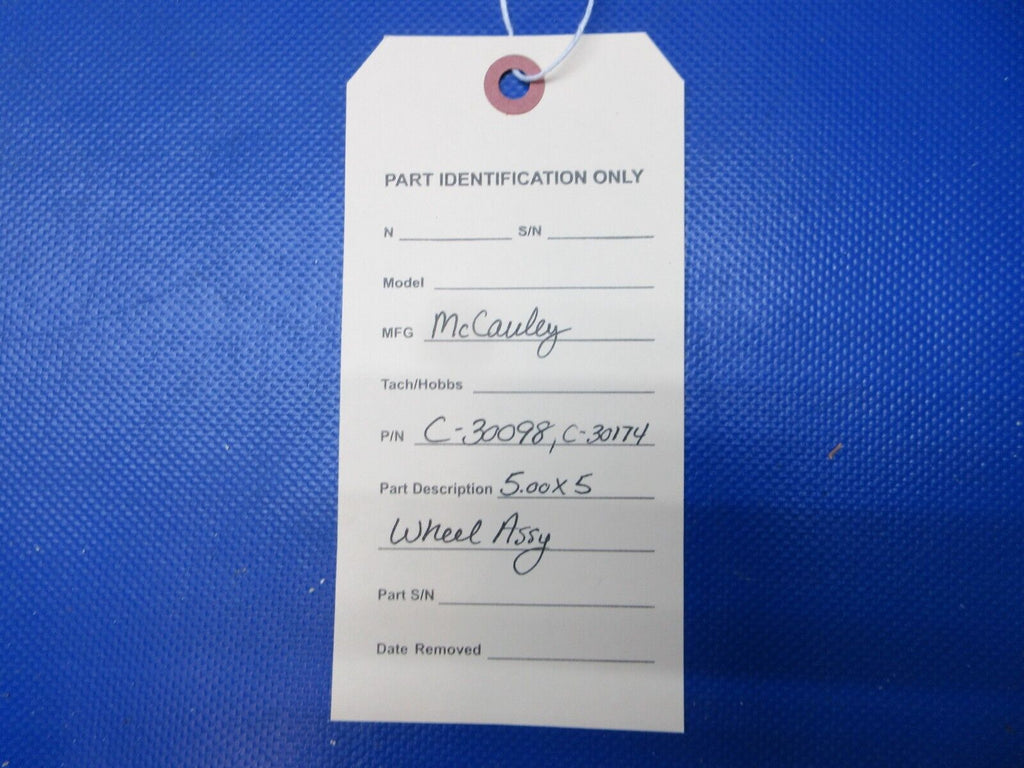 PART IDENTIFICATION ONLY
N S/N
Model
MFG McCauley
Tach/Hobbs
P/N C-30098, C-30174
Part Description 5.00X5
Wheel Assy
Part S/N
Date Removed